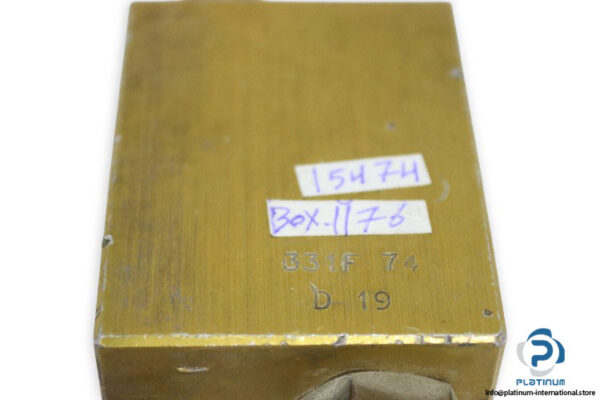 15474
BOX-1176
331F 74
D 19
PLATINUM
info@platinum-international.store